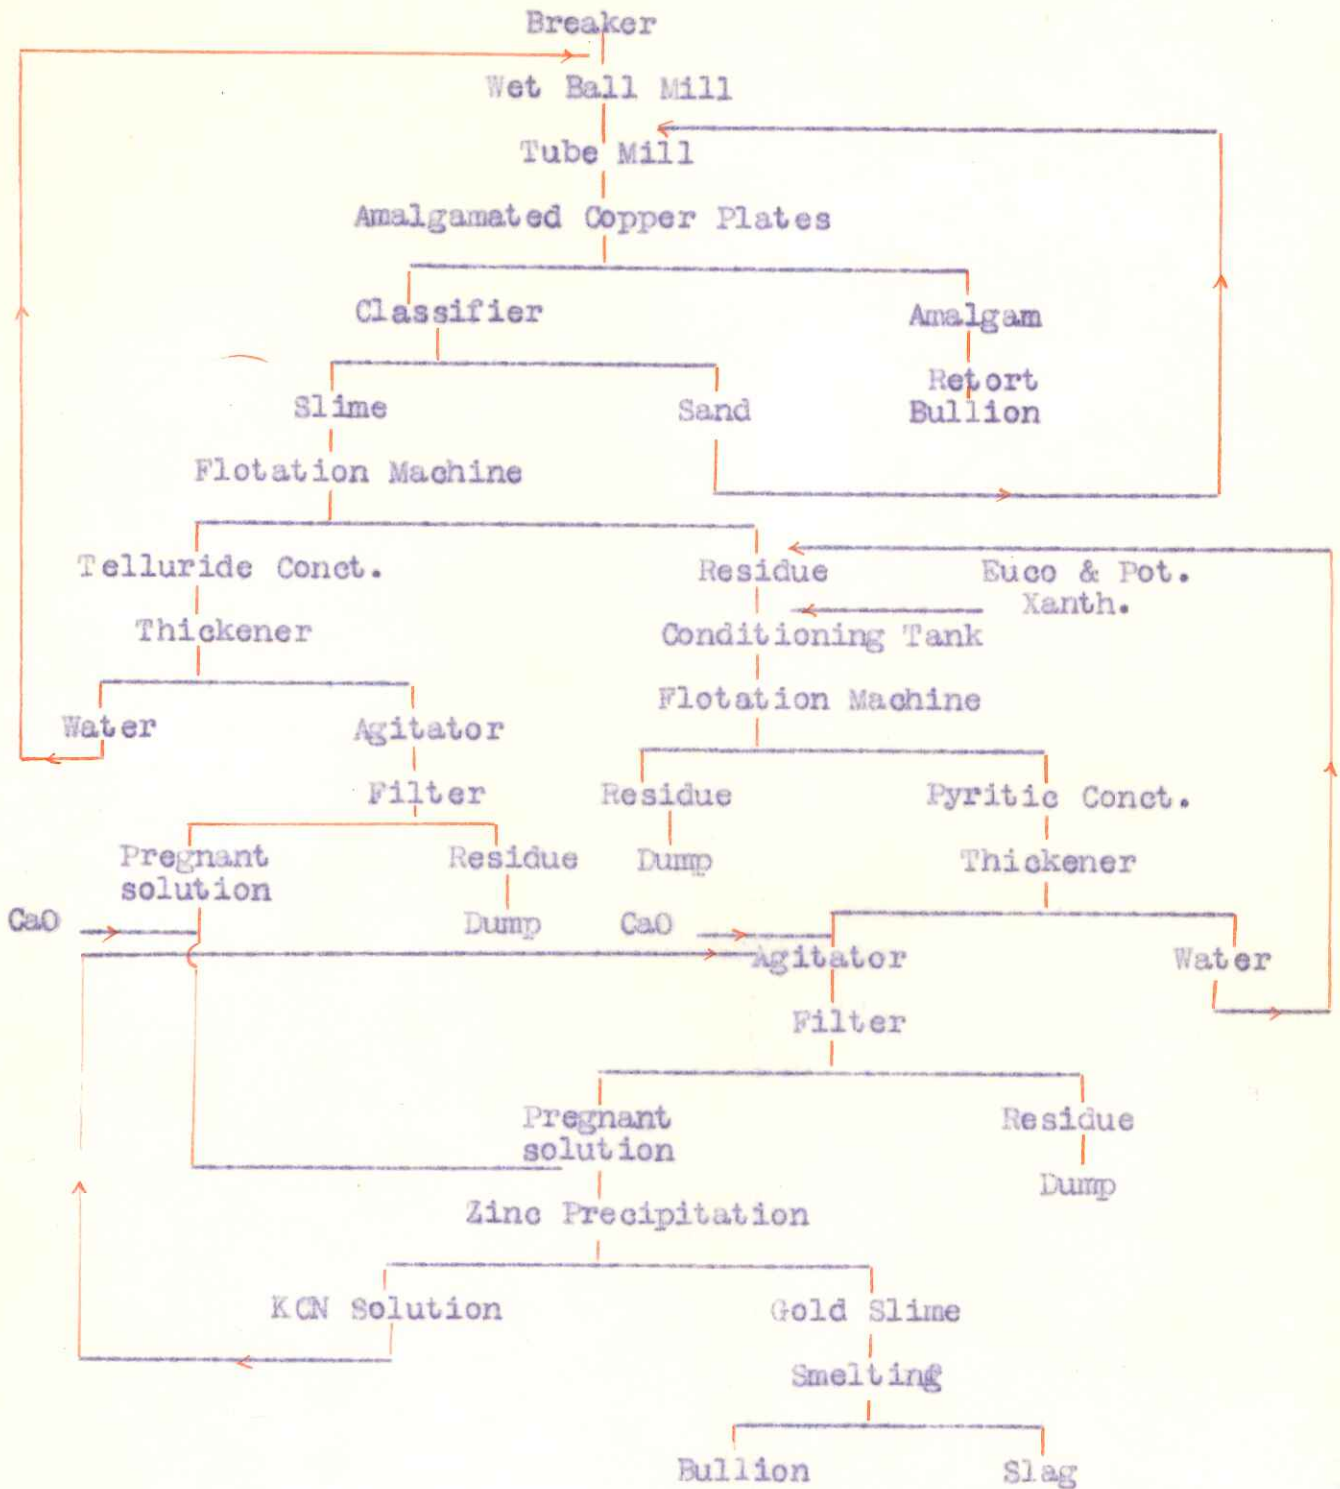 Breaker
Wet Ball Mill
Tube Mill
Amalgamated Copper Plates
Classifier
Amalgam
Retort
Bullion
Slime
Sand
Flotation Machine
Telluride Conct.
Residue
Euco & Pot.
Xanth.
Thickener
Conditioning Tank
Flotation Machine
Water
Agitator
Filter
Residue
Pyritic Conct.
Pregnant
solution
Residue
Dump
Thickener
CaO
Dump
CaO
Agitator
Water
Filter
Pregnant
solution
Residue
Dump
Zinc Precipitation
KCN Solution
Gold Slime
Smelting
Bullion
Slag